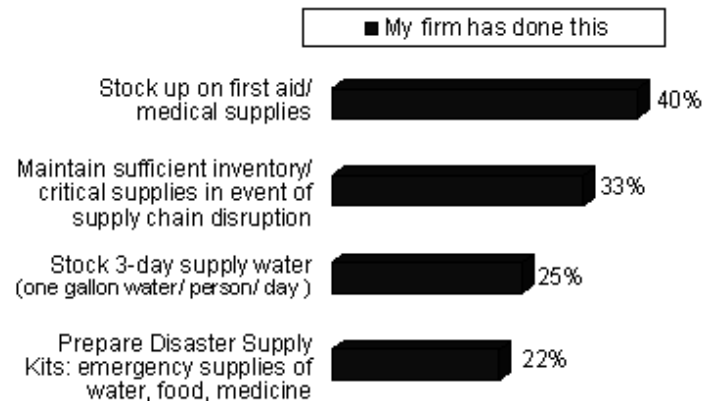 ■ My firm has done this
Stock up on first aid/
medical supplies
40%
Maintain sufficient inventory/
critical supplies in event of
supply chain disruption
33%
Stock 3-day supply water
(one gallon water/ person/ day )
25%
Prepare Disaster Supply
Kits: emergency supplies of
water, food, medicine
22%